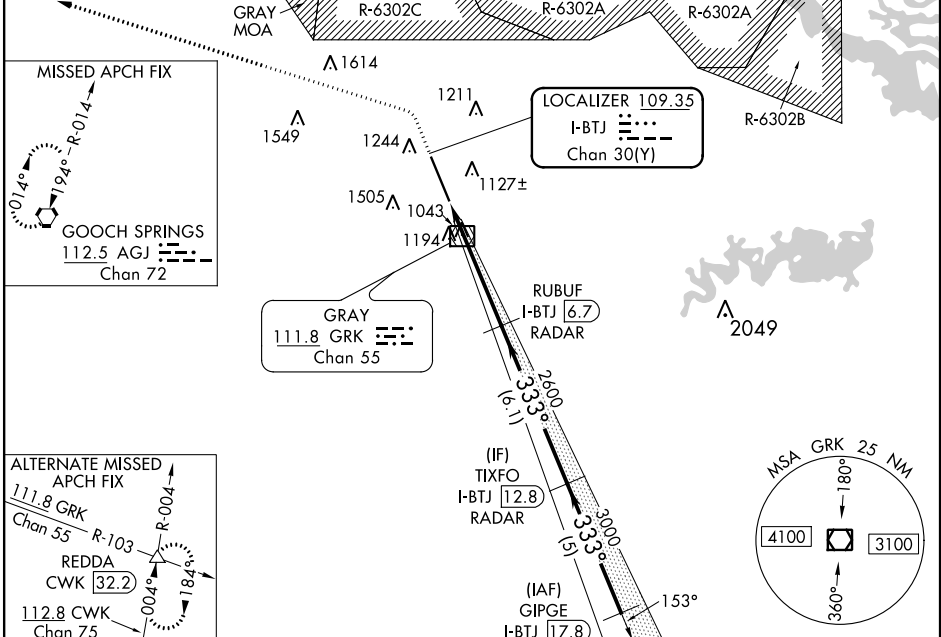 GRAY
MOA
R-6302C
R-6302A
R-6302A
R-6302B
MISSED APCH FIX
R-014
194°
014°
GOOCH SPRINGS
112.5 AGJ
Chan 72
1614
1549
1211
1244
1127±
1505
1043
1194
LOCALIZER 109.35
I-BTJ
Chan 30(Y)
GRAY
111.8 GRK
Chan 55
RUBUF
I-BTJ 6.7
RADAR
2049
2600
333°
(6.1)
(IF)
TIXFO
I-BTJ 12.8
RADAR
3000
333°
(5)
(IAF)
GIPGE
I-BTJ 17.8
153°
ALTERNATE MISSED
APCH FIX
111.8 GRK
Chan 55
R-103
R-004
REDDA
CWK 32.2
004°
184°
112.8 CWK
Chan 75
MSA GRK 25 NM
180°
4100
3100
360°